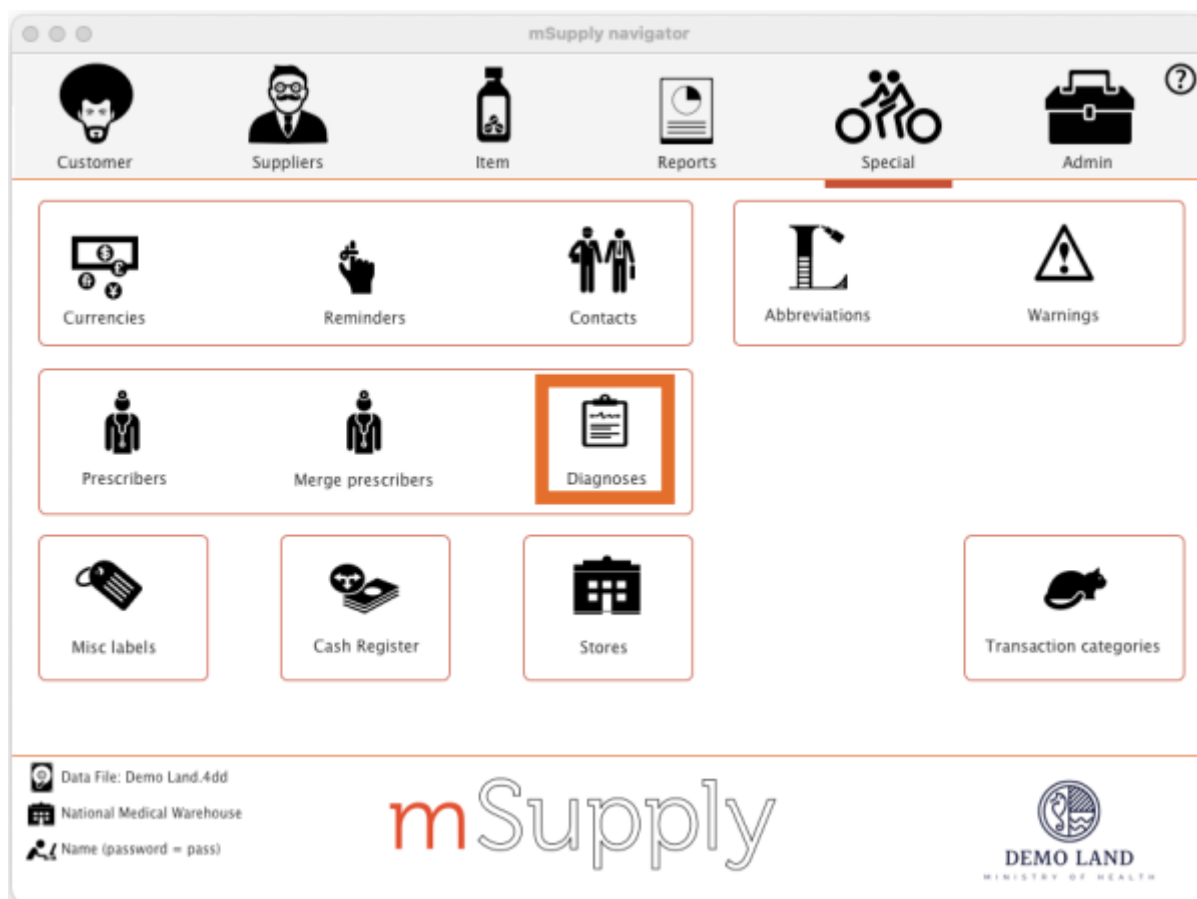 mSupply navigator
?
Customer
Suppliers
Item
Reports
Special
Admin
Currencies
Reminders
Contacts
Abbreviations
Warnings
Prescribers
Merge prescribers
Diagnoses
Misc labels
Cash Register
Stores
Transaction categories
Data File: Demo Land.4dd
National Medical Warehouse
Name (password = pass)
mSupply
DEMO LAND
MINISTRY OF HEALTH